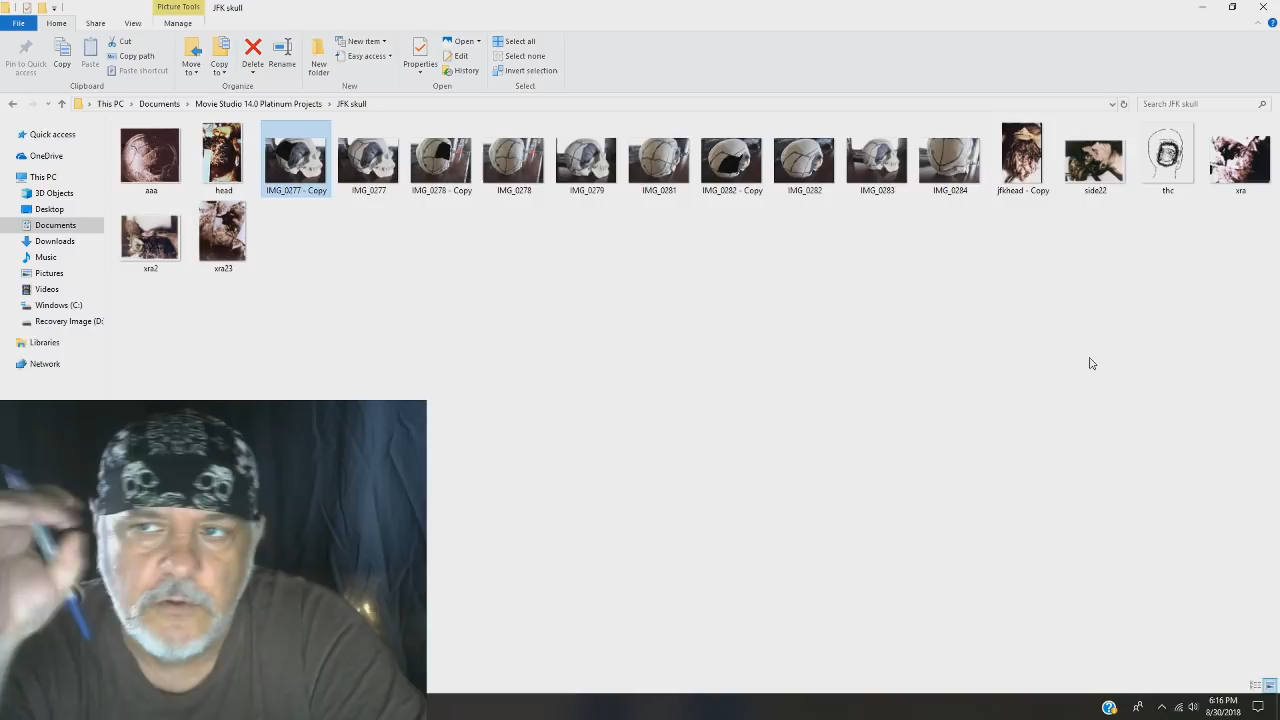 Picture Tools JFK skull
File Home Share View Manage
Pin to Quick access
Copy
Paste
Cut
Copy path
Paste shortcut
Clipboard
Move to
Copy to
Delete
Rename
Organize
New folder
New item
Easy access
New
Properties
Open
Edit
History
Open
Select all
Select none
Invert selection
Select
This PC Documents Movie Studio 14.0 Platinum Projects JFK skull
Search JFK skull
Quick access
OneDrive
This PC
3D Objects
Desktop
Documents
Downloads
Music
Pictures
Videos
Windows (C:)
Recovery Image (D:
Libraries
Network
aaa head IMG_0277 - Copy IMG_0277 IMG_0278 - Copy IMG_0278 IMG_0279 IMG_0281 IMG_0282 - Copy IMG_0282 IMG_0283 IMG_0284 jfkhead - Copy side22 thc xra
xra2 xra23
6:16 PM
8/30/2018